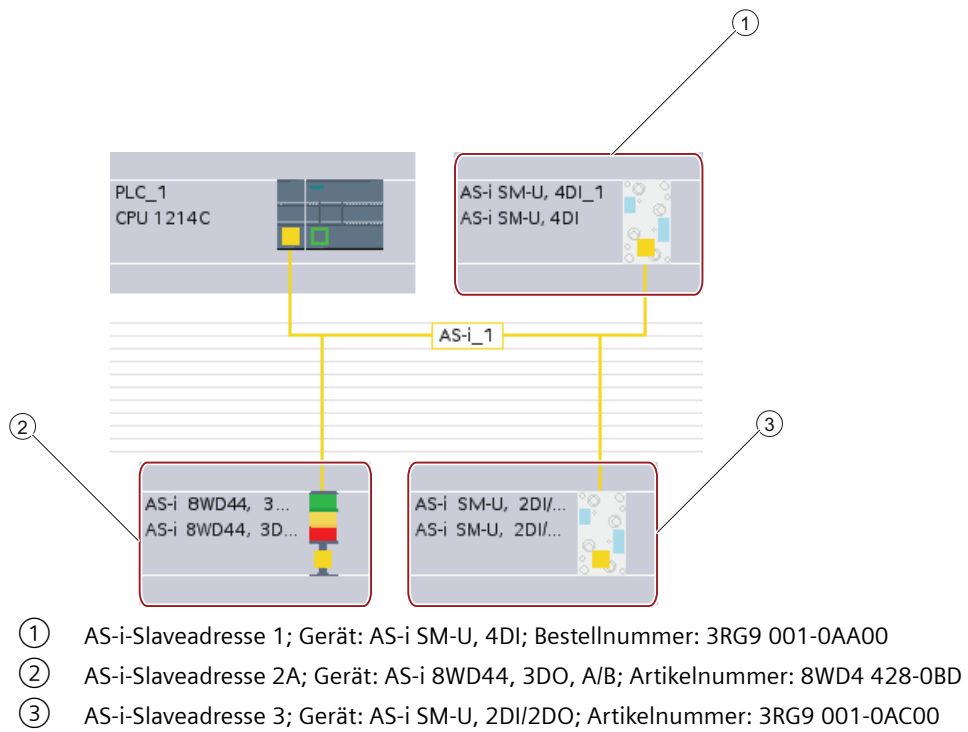 1
PLC_1
CPU 1214C
AS-i SM-U, 4DI_1
AS-i SM-U, 4DI
AS-i_1
2
3
AS-i 8WD44, 3...
AS-i 8WD44, 3D...
AS-i SM-U, 2DI/...
AS-i SM-U, 2DI/...
1 AS-i-Slaveadresse 1; Gerät: AS-i SM-U, 4DI; Bestellnummer: 3RG9 001-0AA00
2 AS-i-Slaveadresse 2A; Gerät: AS-i 8WD44, 3DO, A/B; Artikelnummer: 8WD4 428-0BD
3 AS-i-Slaveadresse 3; Gerät: AS-i SM-U, 2DI/2DO; Artikelnummer: 3RG9 001-0AC00